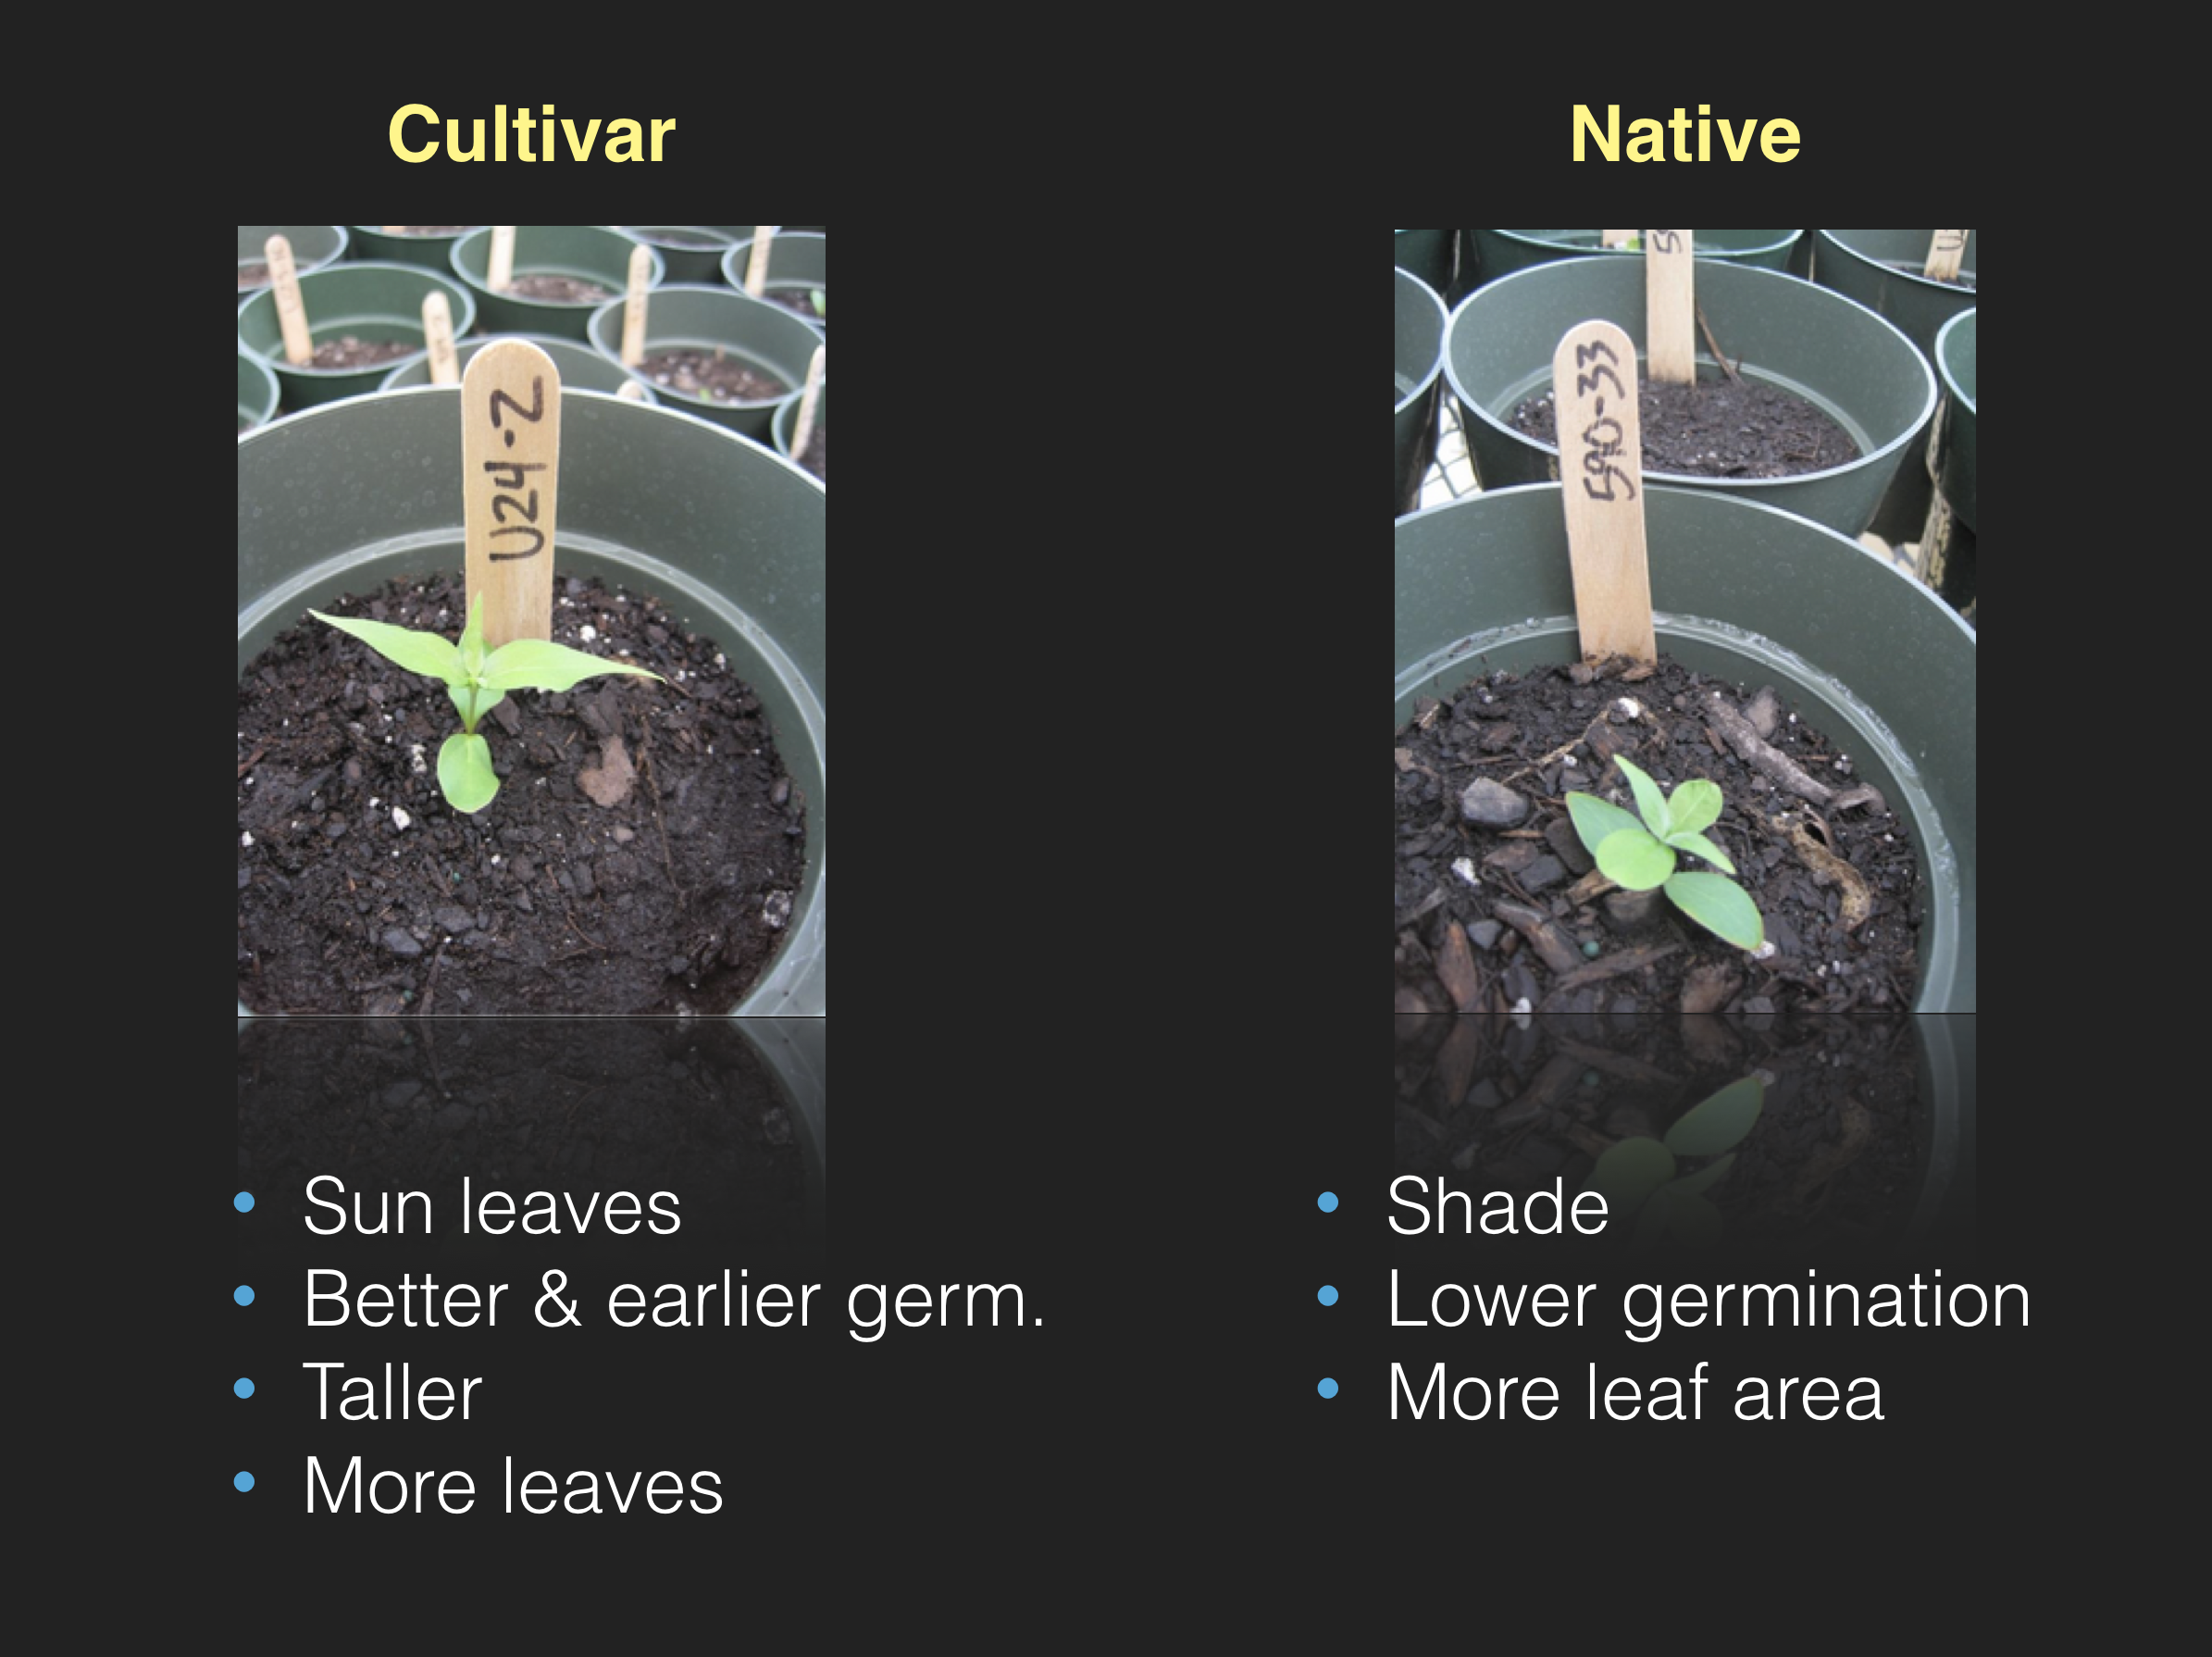 Cultivar
Native
U24-2
590-33
• Sun leaves
• Better & earlier germ.
• Taller
• More leaves
• Shade
• Lower germination
• More leaf area